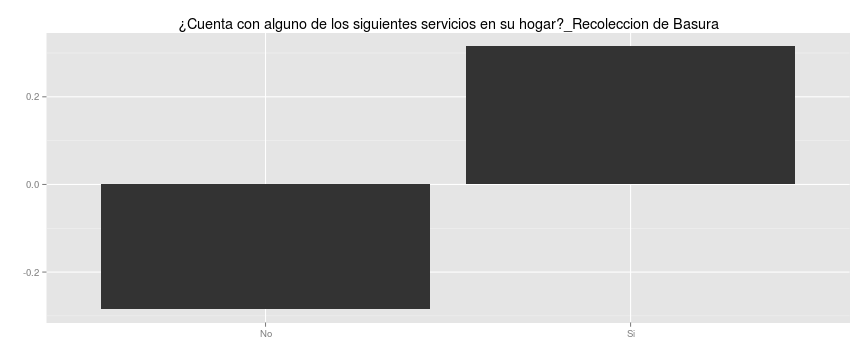 ¿Cuenta con alguno de los siguientes servicios en su hogar?_Recoleccion de Basura
0.2
0.0
-0.2
No
Si